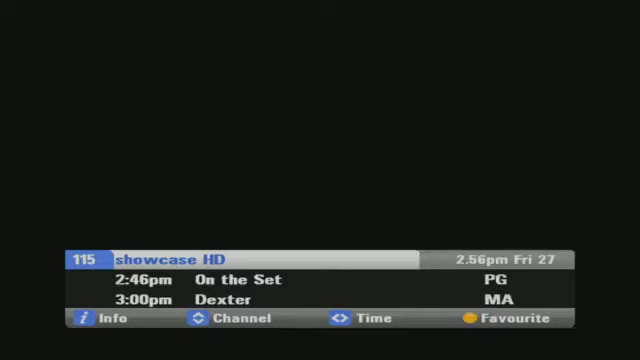 115 showcase HD 2.56pm Fri 27
2:46pm On the Set PG
3:00pm Dexter MA
i Info Channel Time Favourite